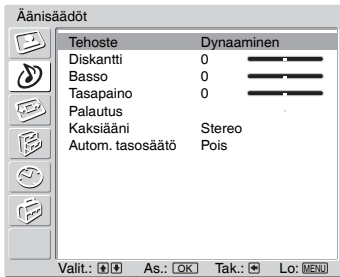 Äänisäädöt
Tehoste Dynaaminen
Diskantti 0
Basso 0
Tasapaino 0
Palautus
Kaksiääni Stereo
Autom. tasosäätö Pois
Valit.: As.: OK Tak.: Lo: MENU